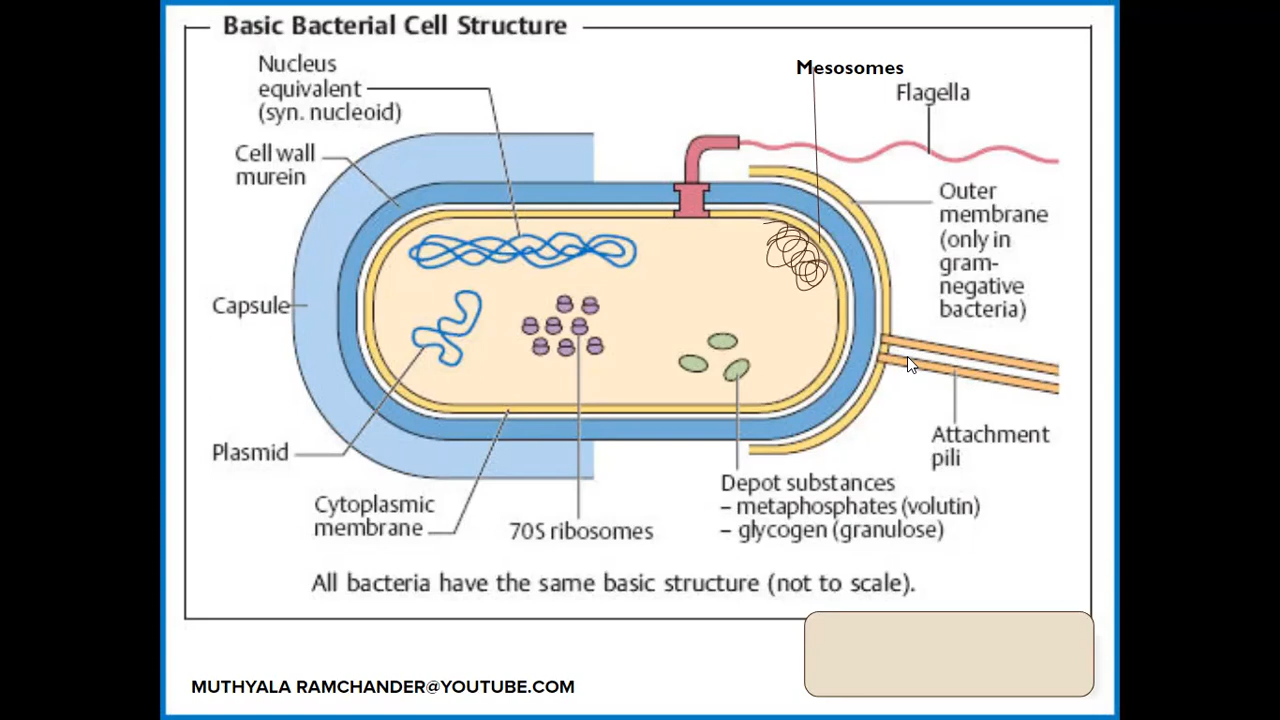 Basic Bacterial Cell Structure
Nucleus
equivalent
(syn. nucleoid)
Mesosomes
Flagella
Cell wall
murein
Outer
membrane
(only in
gram-
negative
bacteria)
Capsule
Plasmid
Attachment
pili
Cytoplasmic
membrane
70S ribosomes
Depot substances
– metaphosphates (volutin)
– glycogen (granulose)
All bacteria have the same basic structure (not to scale).
MUTHYALA RAMCHANDER@YOUTUBE.COM